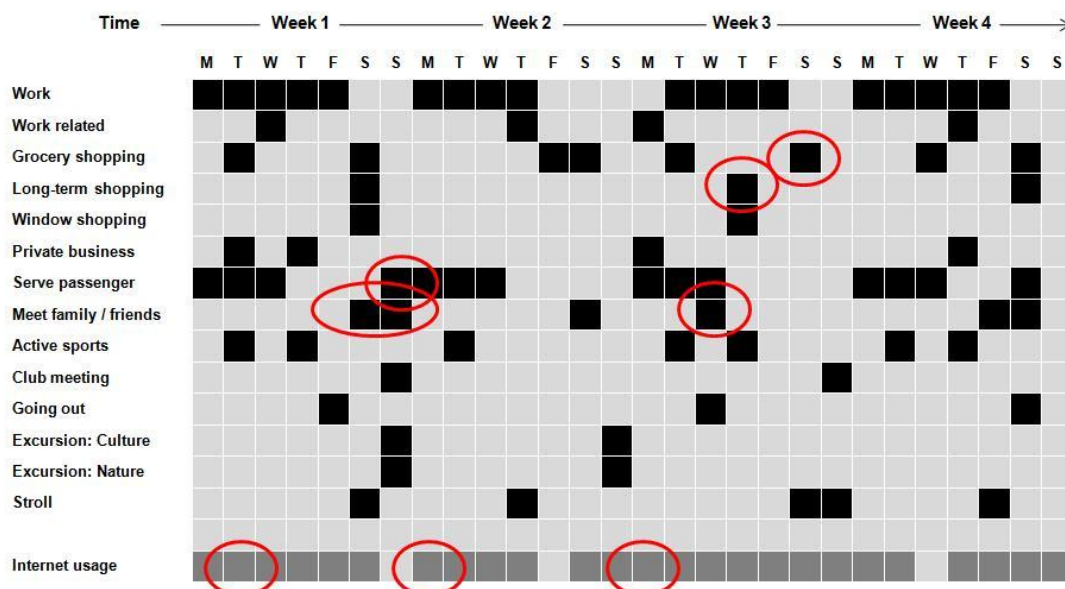 Time Week 1 Week 2 Week 3 Week 4
M T W T F S S M T W T F S S M T W T F S S M T W T F S S
Work
Work related
Grocery shopping
Long-term shopping
Window shopping
Private business
Serve passenger
Meet family / friends
Active sports
Club meeting
Going out
Excursion: Culture
Excursion: Nature
Stroll
Internet usage